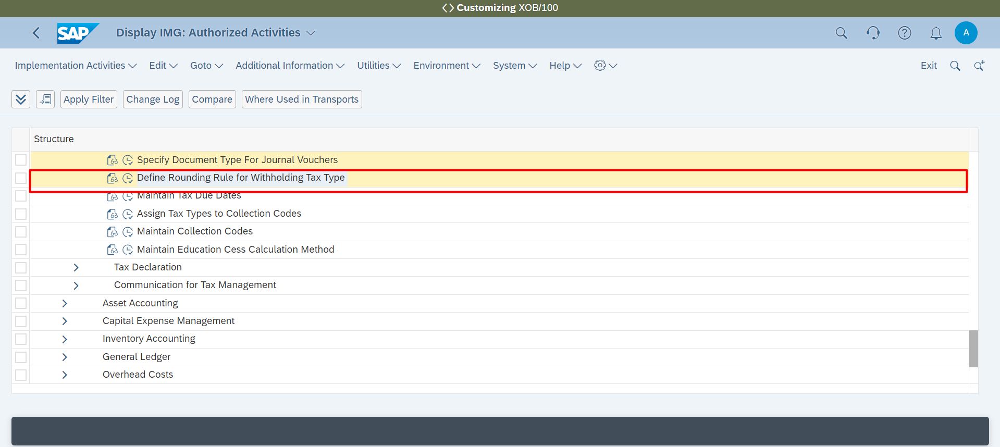 Customizing XOB/100
SAP Display IMG: Authorized Activities A
Implementation Activities Edit Goto Additional Information Utilities Environment System Help Exit
Apply Filter Change Log Compare Where Used in Transports
Structure
Specify Document Type For Journal Vouchers
Define Rounding Rule for Withholding Tax Type
Maintain Tax Due Dates
Assign Tax Types to Collection Codes
Maintain Collection Codes
Maintain Education Cess Calculation Method
Tax Declaration
Communication for Tax Management
Asset Accounting
Capital Expense Management
Inventory Accounting
General Ledger
Overhead Costs